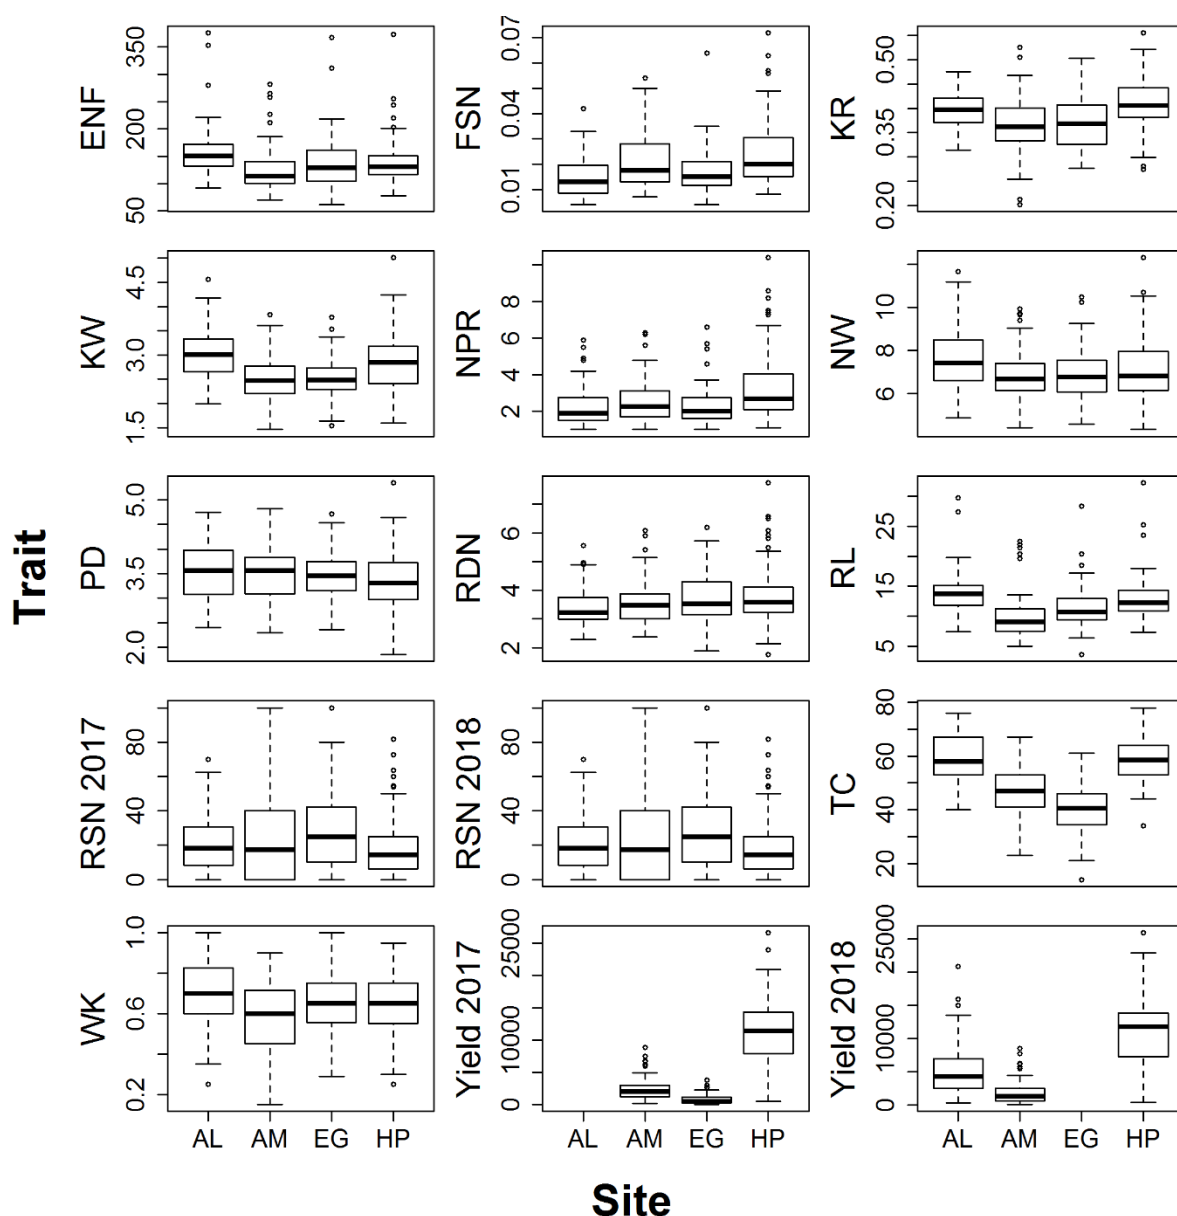 ENF
350
200
50
FSN
0.07
0.04
0.01
KR
0.50
0.35
0.20
KW
4.5
3.0
1.5
NPR
8
6
4
2
NW
10
8
6
PD
5.0
3.5
2.0
RDN
6
4
2
RL
25
15
5
RSN 2017
80
40
0
RSN 2018
80
40
0
TC
80
60
40
20
WK
1.0
0.6
0.2
AL AM EG HP
Yield 2017
25000
10000
0
AL AM EG HP
Yield 2018
25000
10000
0
AL AM EG HP
Trait
Site